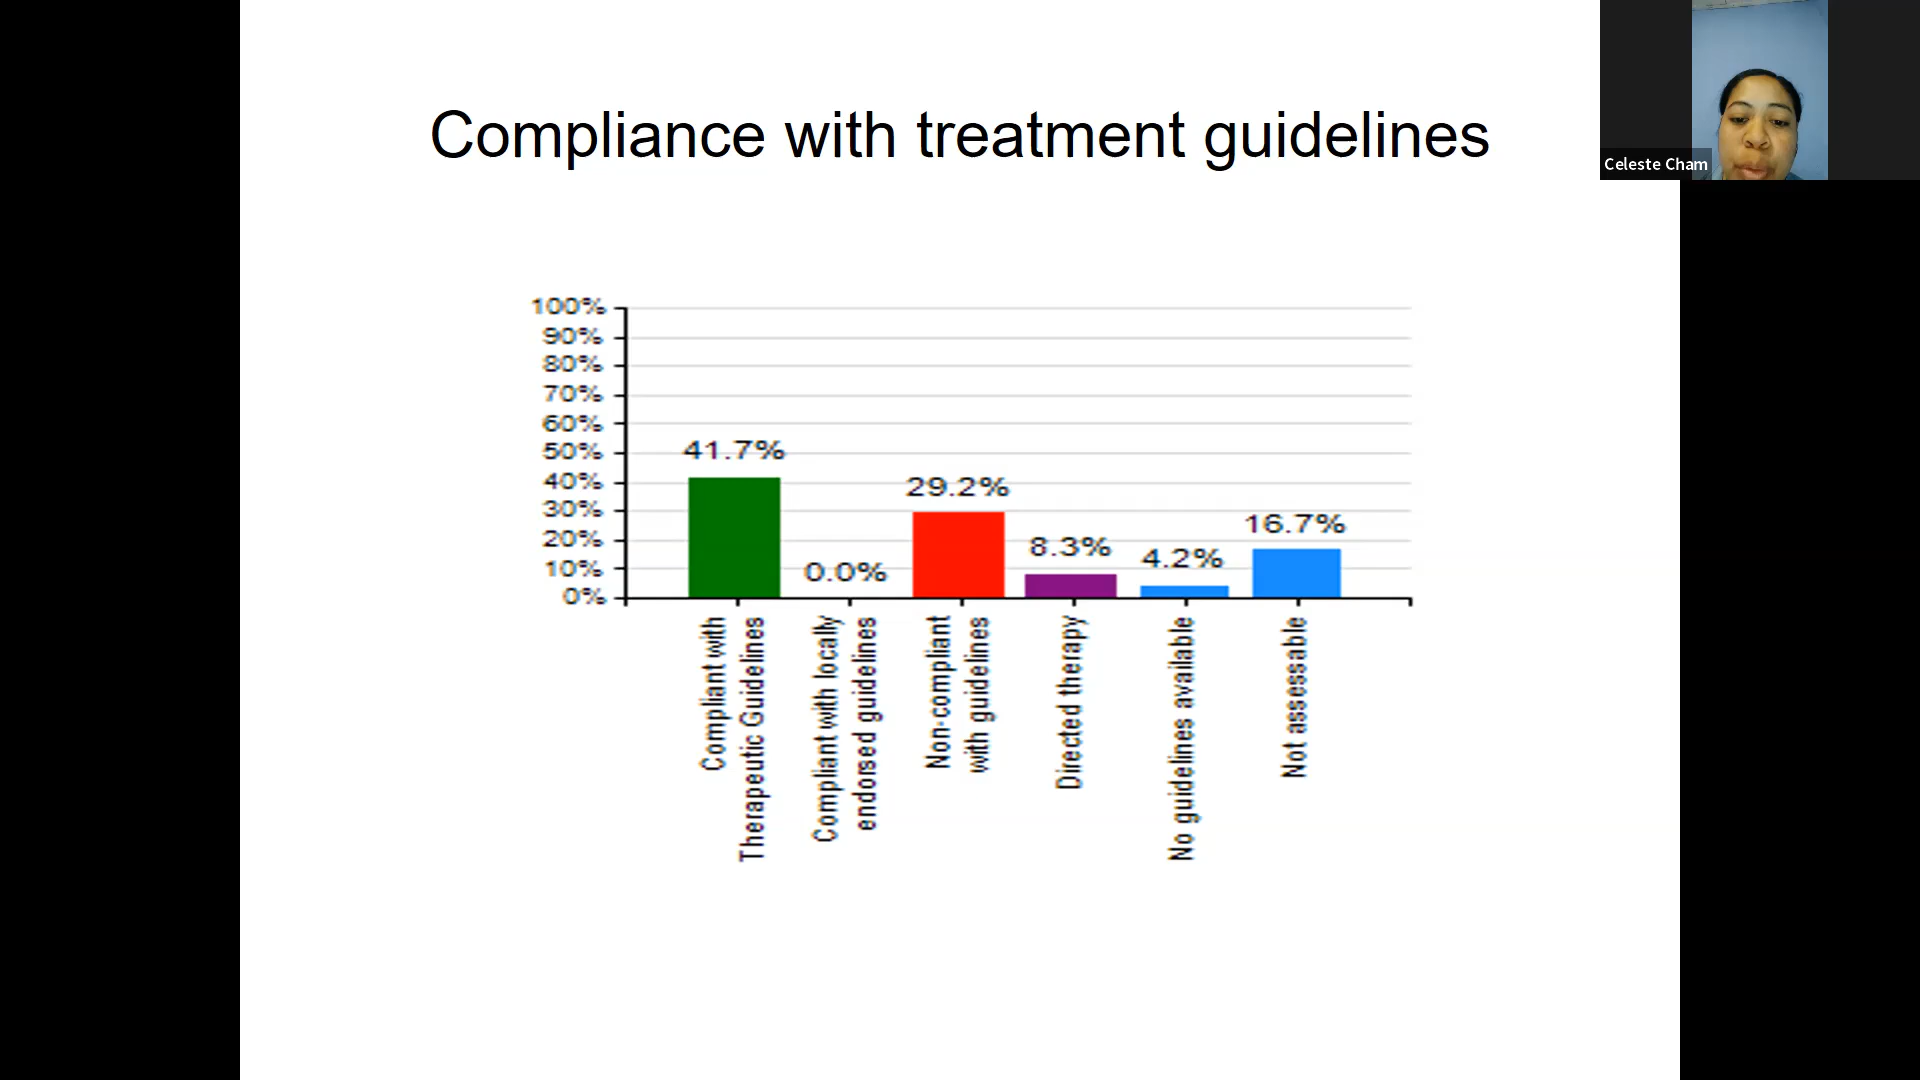 Compliance with treatment guidelines
Celeste Cham
100%
90%
80%
70%
60%
50%
40%
30%
20%
10%
0%
41.7%
0.0%
29.2%
8.3%
4.2%
16.7%
Compliant with
Therapeutic Guidelines
Compliant with locally
endorsed guidelines
Non-compliant
with guidelines
Directed therapy
No guidelines available
Not assessable